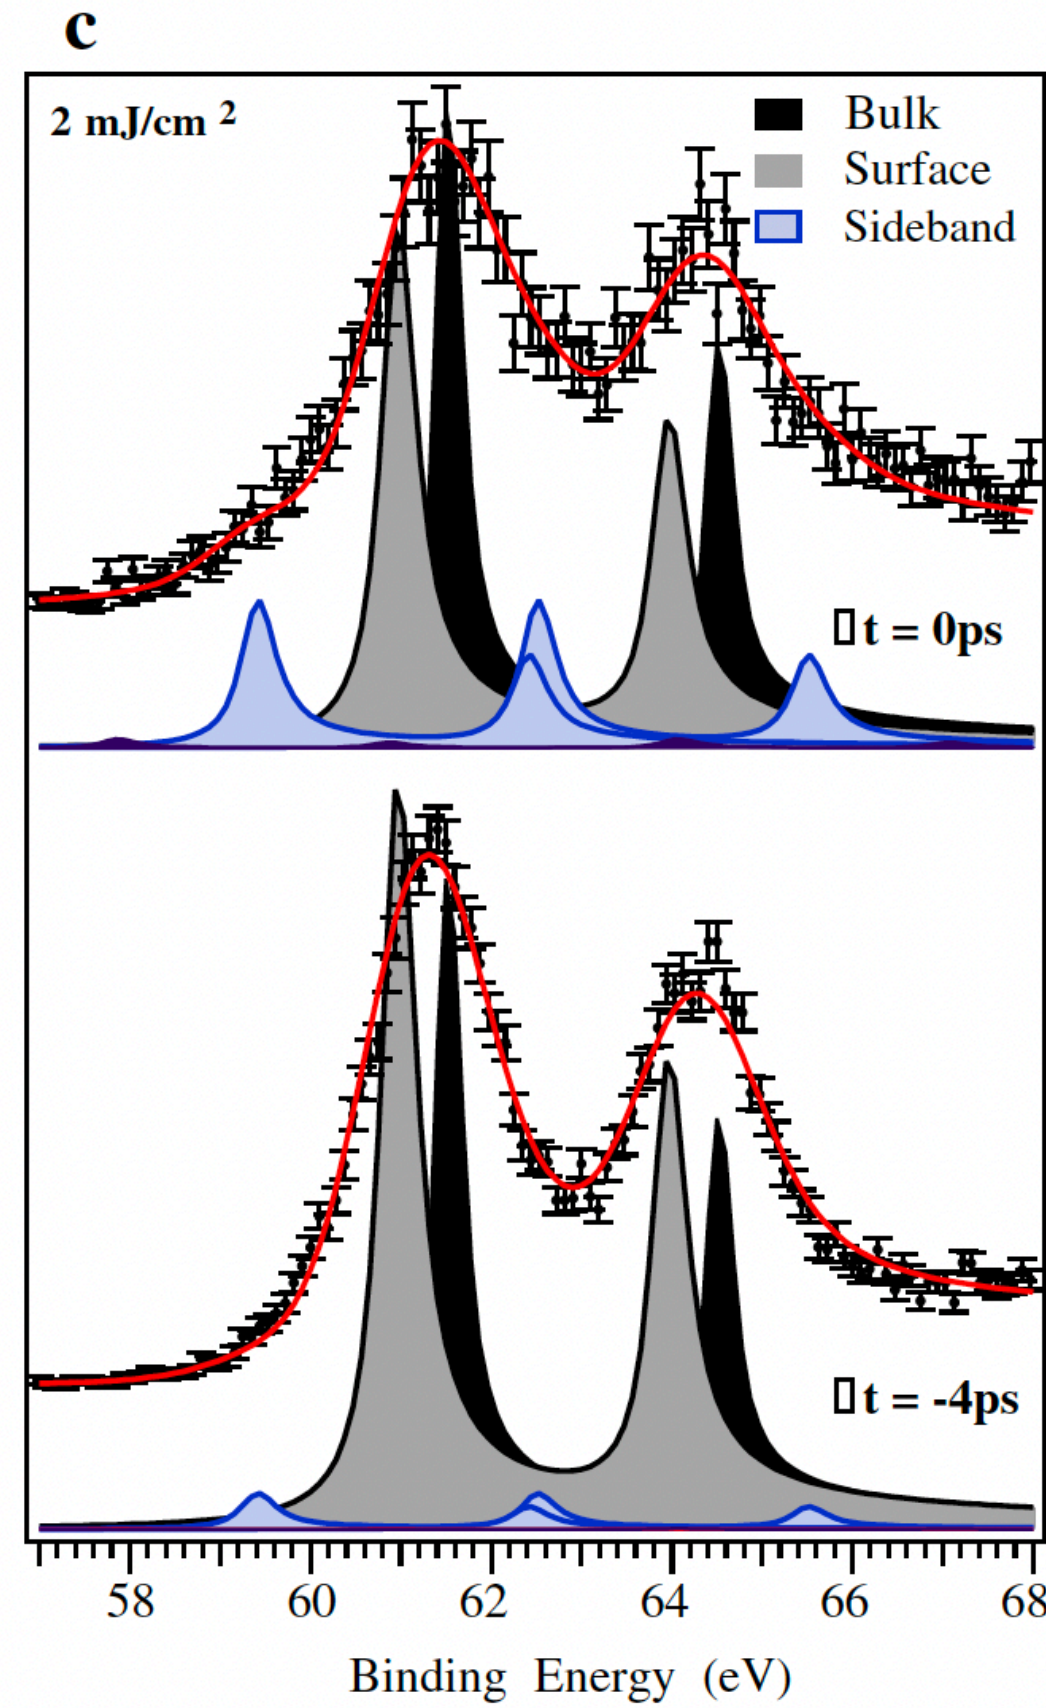 c
2 mJ/cm 2
Bulk
Surface
Sideband
▯t = 0ps
▯t = -4ps
58 60 62 64 66 68
Binding Energy (eV)